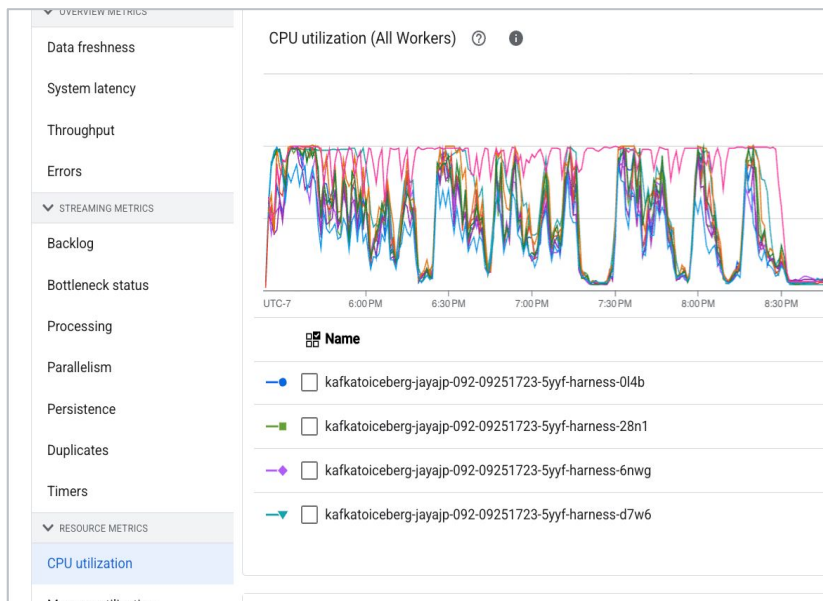 OVERVIEW METRICS
Data freshness
System latency
Throughput
Errors
STREAMING METRICS
Backlog
Bottleneck status
Processing
Parallelism
Persistence
Duplicates
Timers
RESOURCE METRICS
CPU utilization
CPU utilization (All Workers)
UTC-7 6:00 PM 6:30 PM 7:00 PM 7:30 PM 8:00 PM 8:30 PM
Name
kafkatoiceberg-jayajp-092-09251723-5yyf-harness-0l4b
kafkatoiceberg-jayajp-092-09251723-5yyf-harness-28n1
kafkatoiceberg-jayajp-092-09251723-5yyf-harness-6nwg
kafkatoiceberg-jayajp-092-09251723-5yyf-harness-d7w6